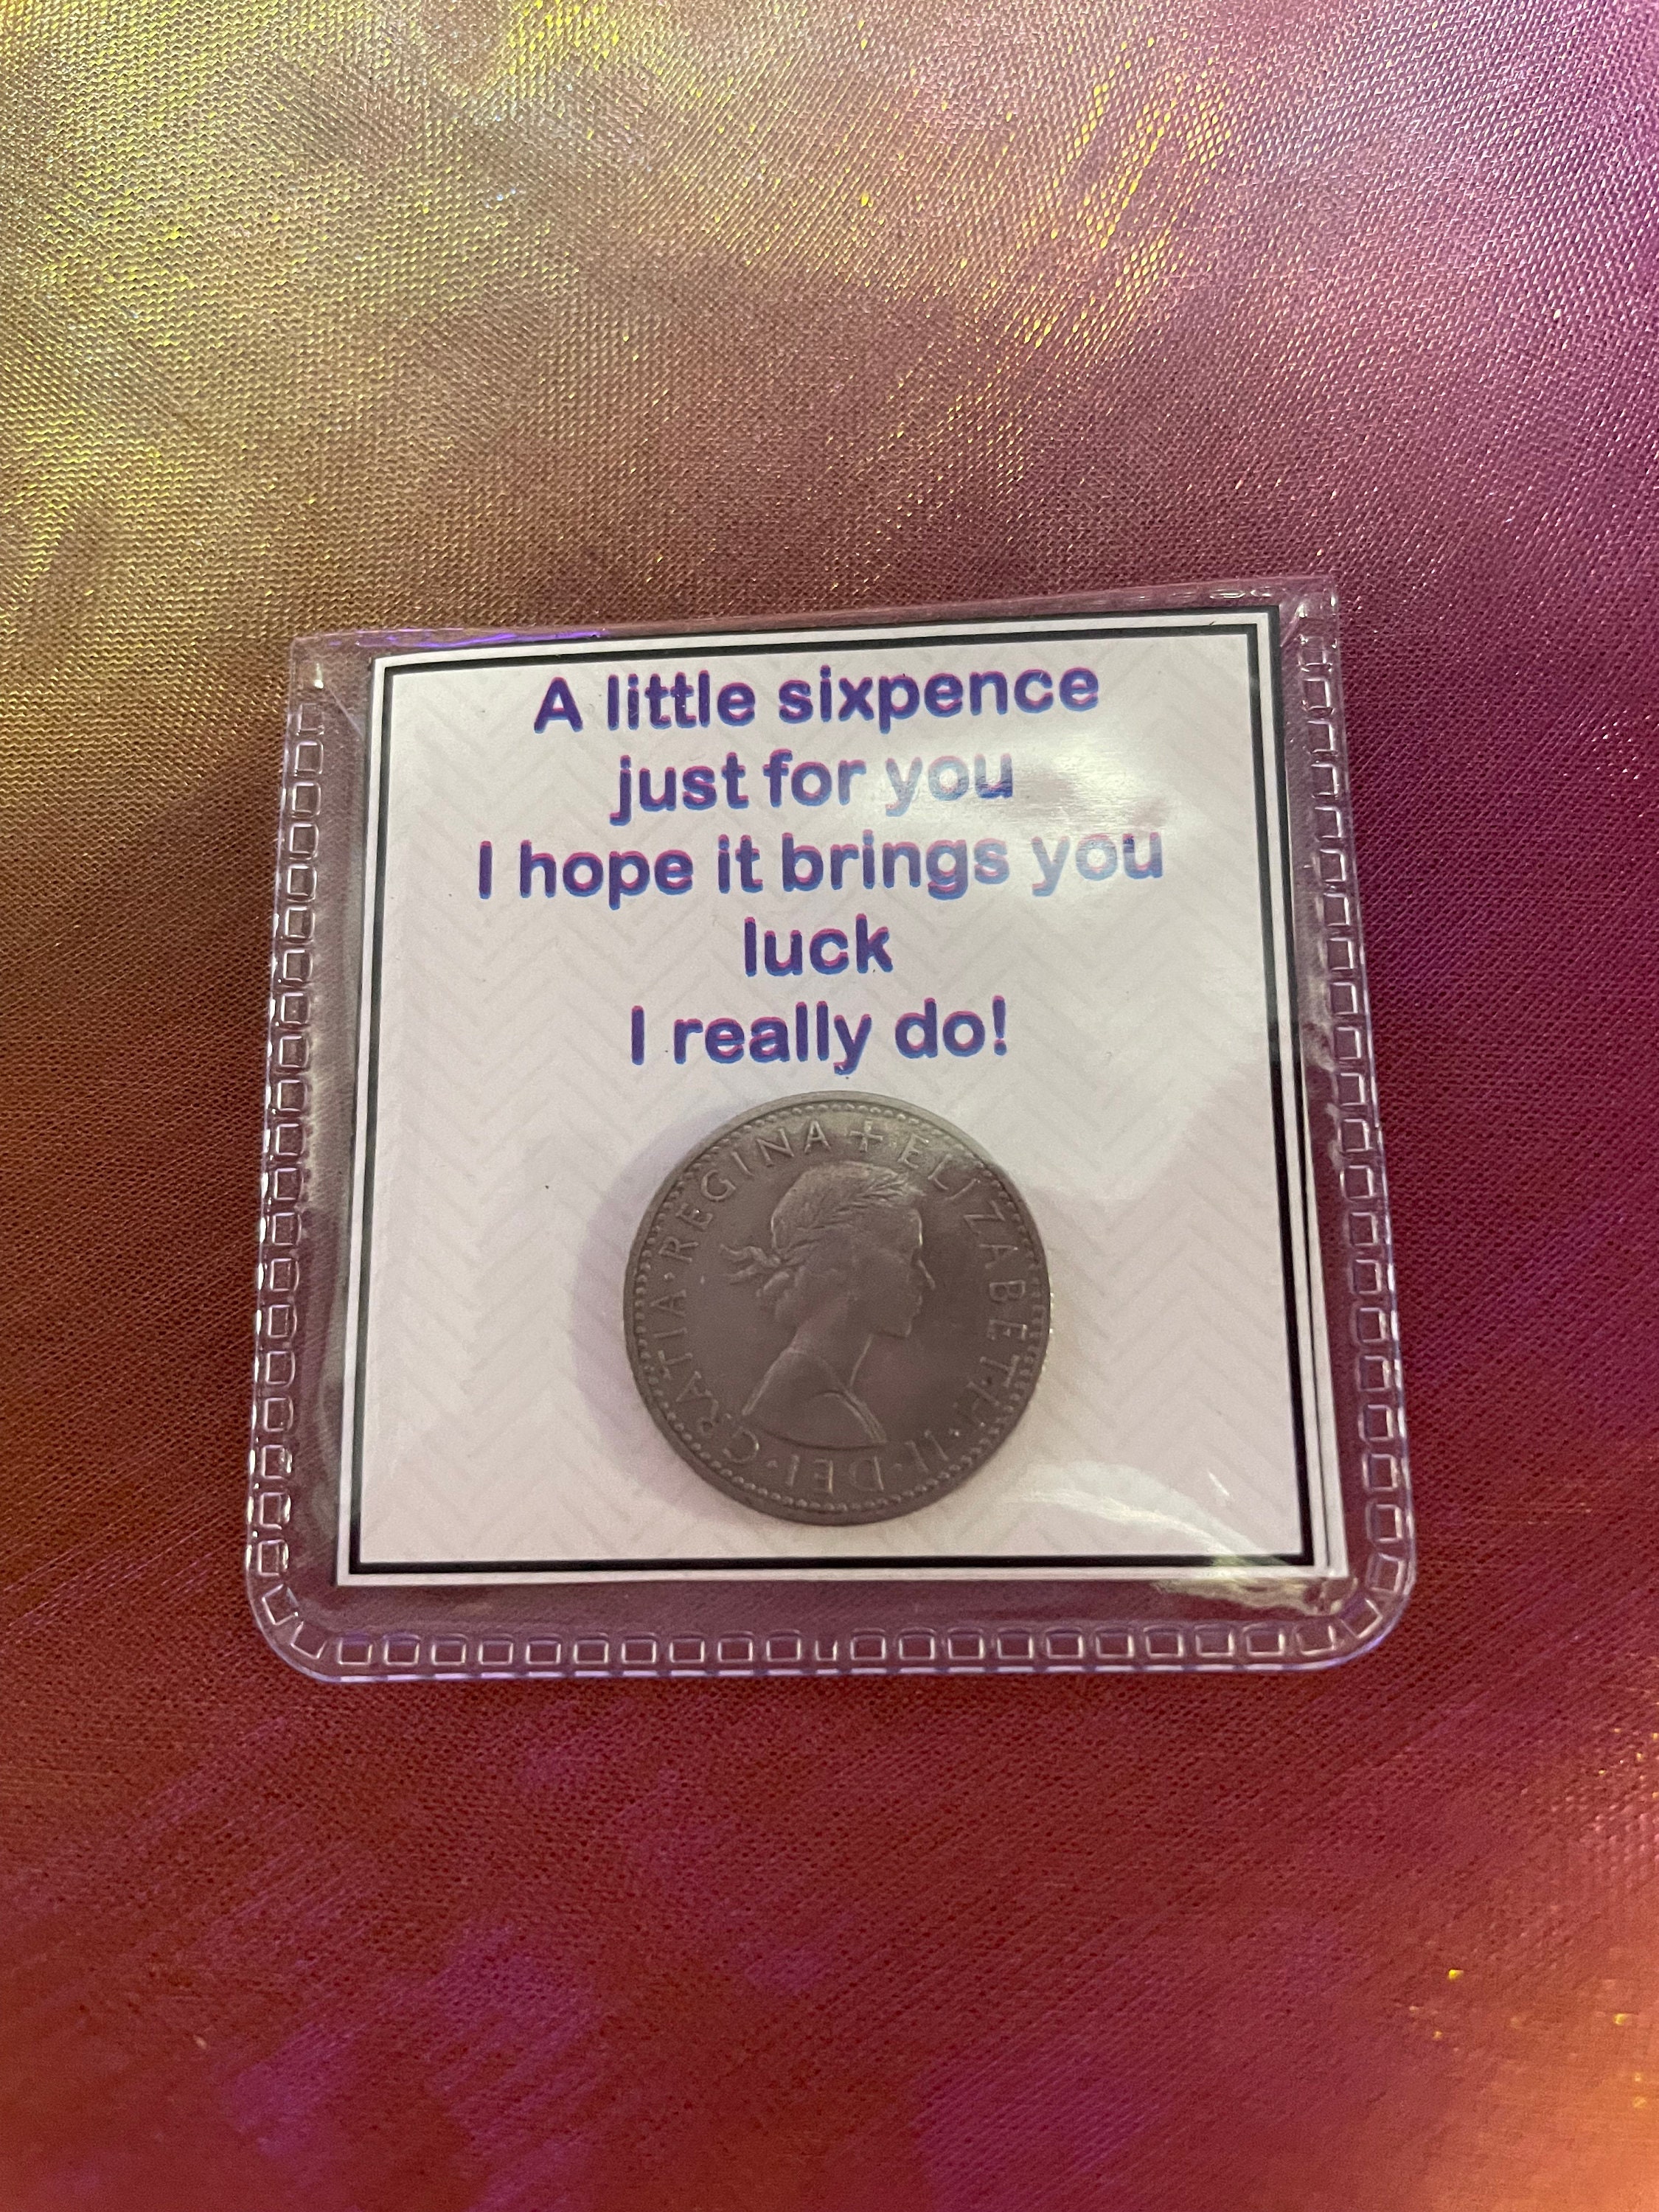 A little sixpence
just for you
I hope it brings you
luck
I really do!
+ ELIZABETH·II·DEI·GRATIA·REGINA